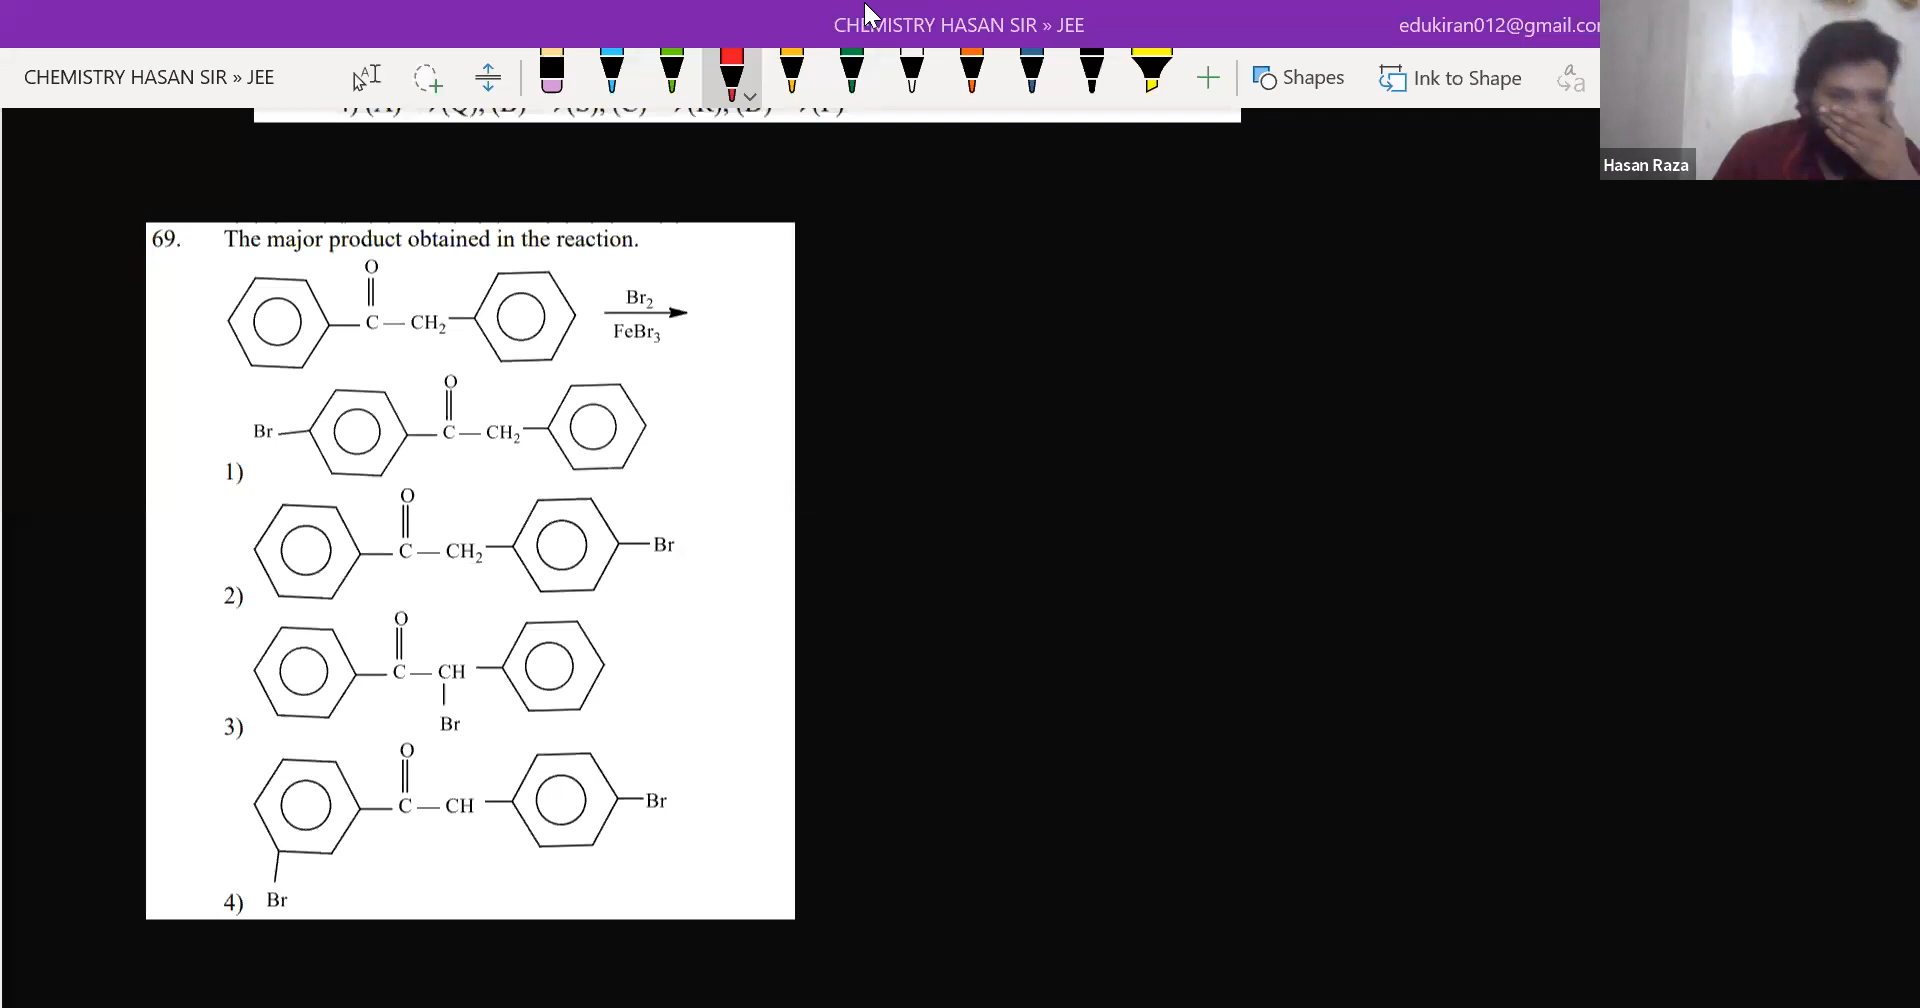 CHEMISTRY HASAN SIR » JEE
edukiran012@gmail.co
CHEMISTRY HASAN SIR » JEE
Shapes
Ink to Shape
Hasan Raza
69. The major product obtained in the reaction.
O
C — CH2
Br2
FeBr3
O
Br
C — CH2
1)
O
C — CH2
Br
2)
O
C — CH
Br
3)
O
C — CH
Br
4) Br